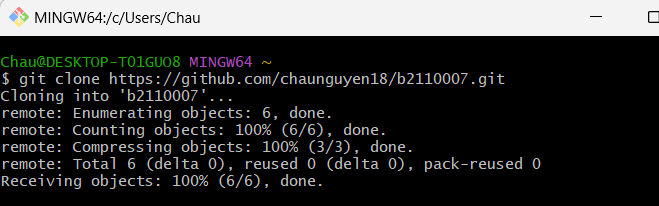 MINGW64:/c/Users/Chau
Chau@DESKTOP-TO1GUO8 MINGW64 ~
$ git clone https://github.com/chaunguyen18/b2110007.git
Cloning into 'b2110007'...
remote: Enumerating objects: 6, done.
remote: Counting objects: 100% (6/6), done.
remote: Compressing objects: 100% (3/3), done.
remote: Total 6 (delta 0), reused 0 (delta 0), pack-reused 0
Receiving objects: 100% (6/6), done.